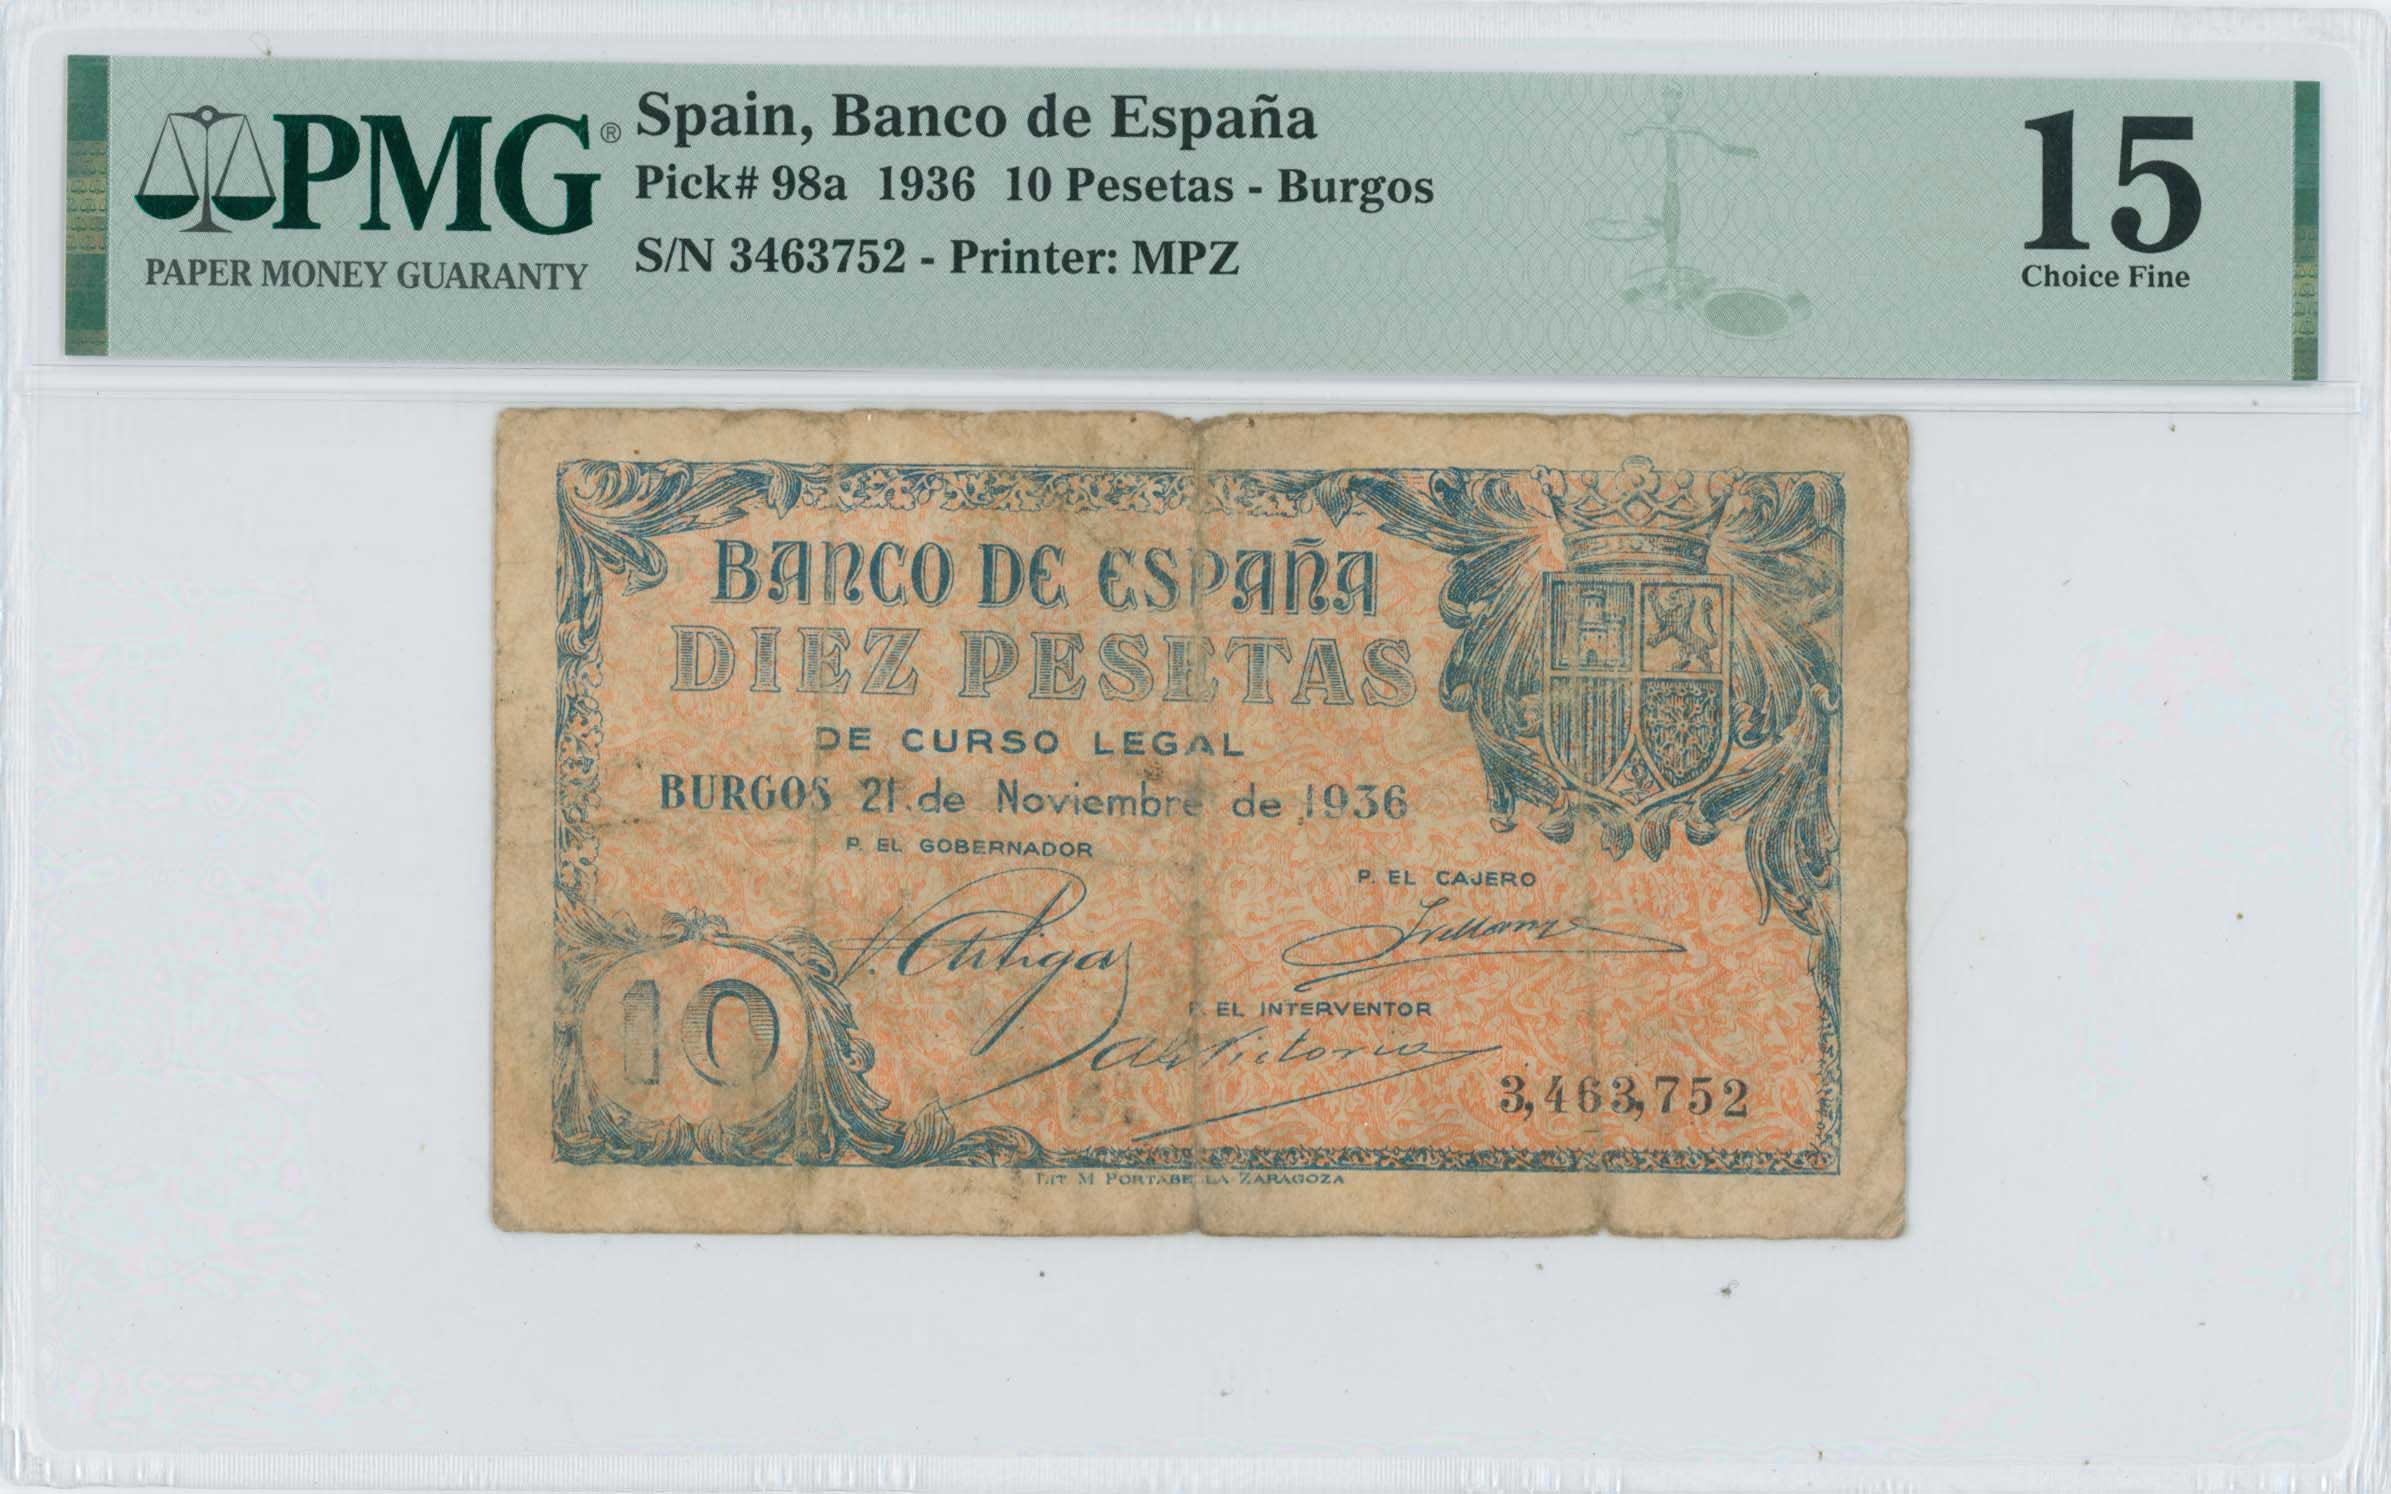 PMG®
PAPER MONEY GUARANTY
Spain, Banco de España
Pick# 98a 1936 10 Pesetas - Burgos
S/N 3463752 - Printer: MPZ
15
Choice Fine
BANCO DE ESPAÑA
DIEZ PESETAS
DE CURSO LEGAL
BURGOS 21 de Noviembre de 1936
P. EL GOBERNADOR
P. EL CAJERO
P. EL INTERVENTOR
10
3,463,752
LIT M PORTABELLA ZARAGOZA